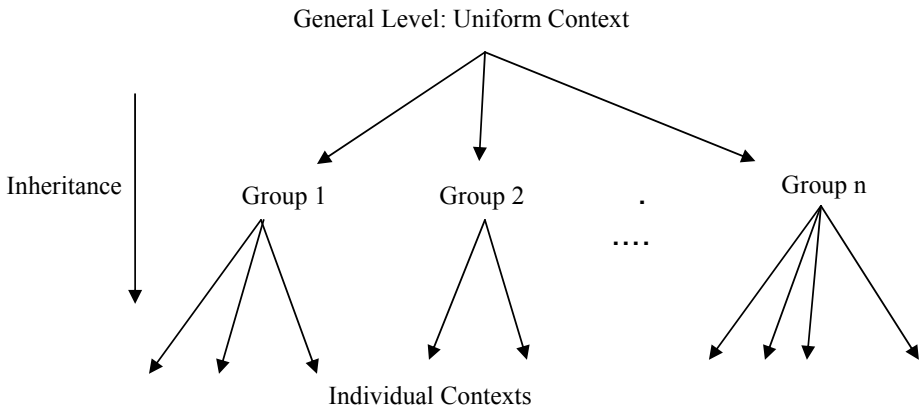 General Level: Uniform Context
Inheritance
Group 1
Group 2
.
....
Group n
Individual Contexts